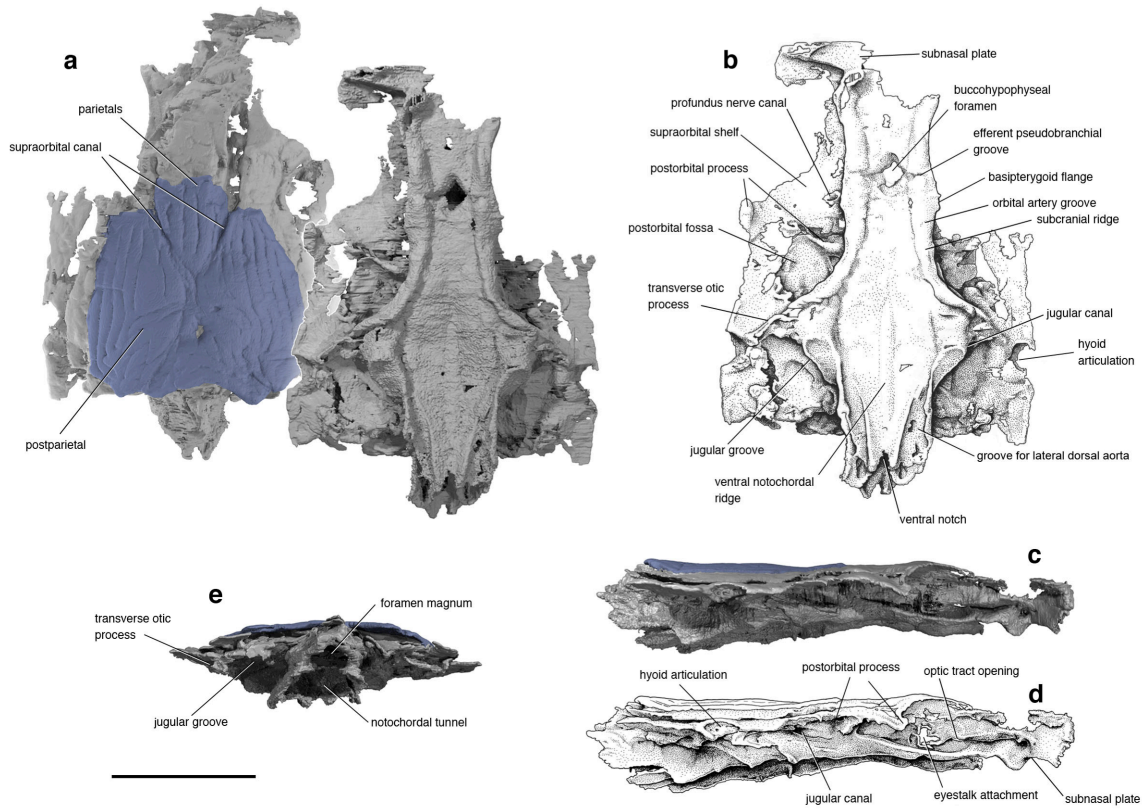 a
parietals
supraorbital canal
postparietal
b
subnasal plate
profundus nerve canal
buccohypophyseal
foramen
supraorbital shelf
efferent pseudobranchial
groove
postorbital process
basipterygoid flange
orbital artery groove
subcranial ridge
postorbital fossa
transverse otic
process
jugular canal
hyoid
articulation
jugular groove
groove for lateral dorsal aorta
ventral notochordal
ridge
ventral notch
c
e
foramen magnum
transverse otic
process
jugular groove
notochordal tunnel
d
hyoid articulation
postorbital process
optic tract opening
jugular canal
eyestalk attachment
subnasal plate